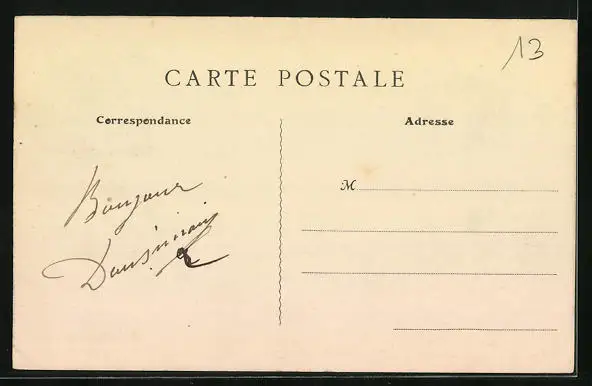 13
CARTE POSTALE
Correspondance
Adresse
Bonjour
M